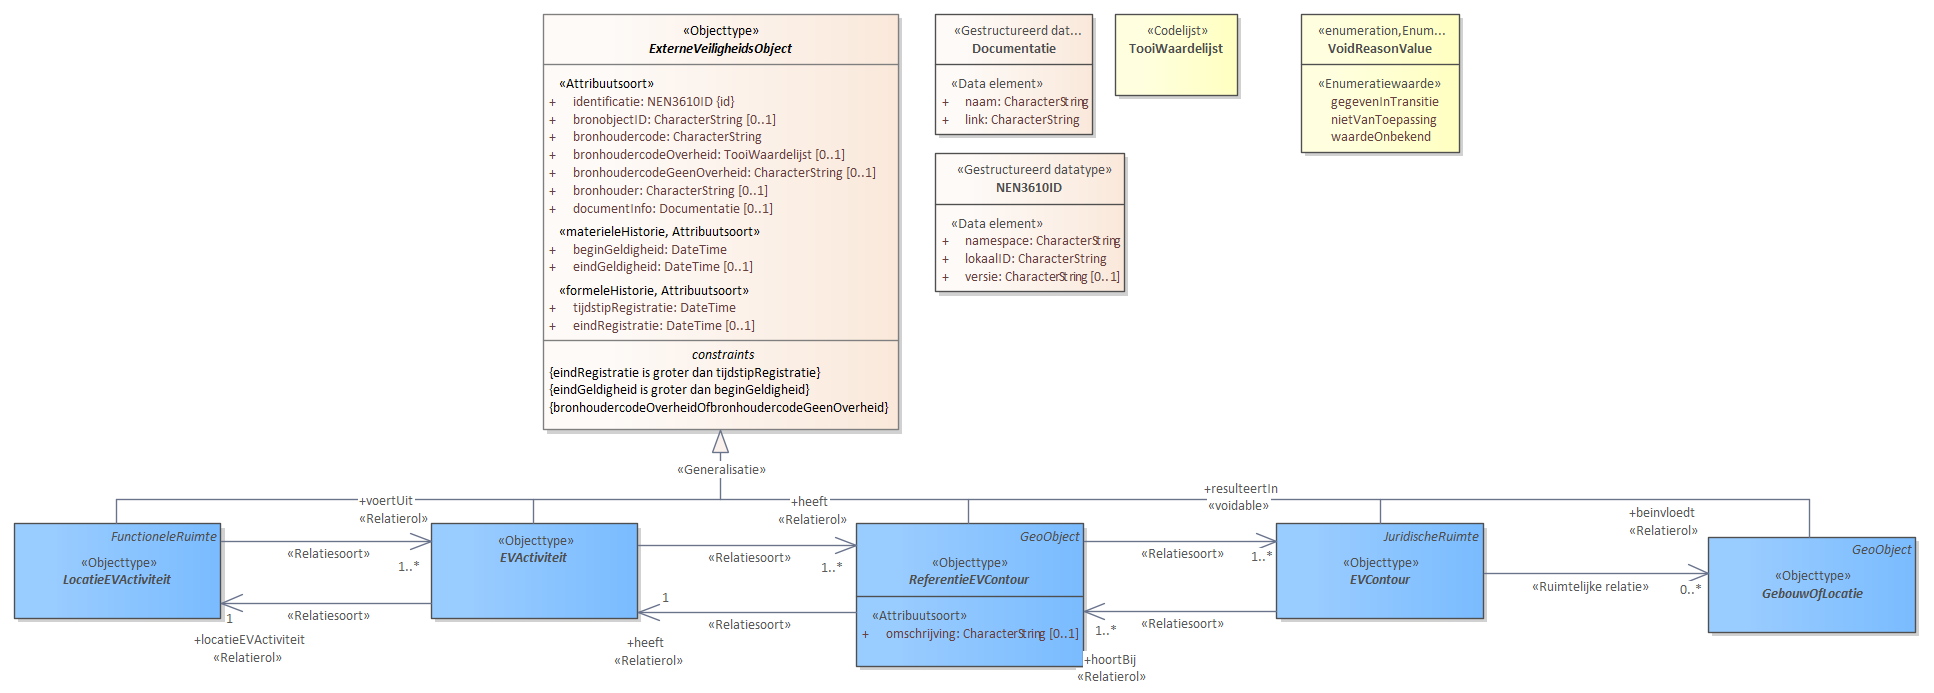 «Objecttype»
ExterneVeiligheidsObject
«Attribuutsoort»
+ identificatie: NEN3610ID {id}
+ bronobjectID: CharacterString [0..1]
+ bronhoudercode: CharacterString
+ bronhoudercodeOverheid: TooiWaardelijst [0..1]
+ bronhoudercodeGeenOverheid: CharacterString [0..1]
+ bronhouder: CharacterString [0..1]
+ documentInfo: Documentatie [0..1]
«materieleHistorie, Attribuutsoort»
+ beginGeldigheid: DateTime
+ eindGeldigheid: DateTime [0..1]
«formeleHistorie, Attribuutsoort»
+ tijdstipRegistratie: DateTime
+ eindRegistratie: DateTime [0..1]
constraints
{eindRegistratie is groter dan tijdstipRegistratie}
{eindGeldigheid is groter dan beginGeldigheid}
{bronhoudercodeOverheidOfbronhoudercodeGeenOverheid}
«Gestructureerd dat...
Documentatie
«Data element»
+ naam: CharacterString
+ link: CharacterString
«Codelijst»
TooiWaardelijst
«enumeration,Enum...
VoidReasonValue
«Enumeratiewaarde»
gegevenInTransitie
nietVanToepassing
waardeOnbekend
«Gestructureerd datatype»
NEN3610ID
«Data element»
+ namespace: CharacterString
+ lokaalID: CharacterString
+ versie: CharacterString [0..1]
«Generalisatie»
+voertUit
«Relatierol»
+heeft
«Relatierol»
+resulteertIn
«voidable»
+beinvloedt
«Relatierol»
FunctioneleRuimte
«Objecttype»
LocatieEVActiviteit
«Relatiesoort»
1..*
«Relatiesoort»
1
+locatieEVActiviteit
«Relatierol»
«Objecttype»
EVActiviteit
«Relatiesoort»
1..*
1
«Relatiesoort»
+heeft
«Relatierol»
GeoObject
«Objecttype»
ReferentieEVContour
«Attribuutsoort»
+ omschrijving: CharacterString [0..1]
«Relatiesoort»
1..*
1..*
«Relatiesoort»
+hoortBij
«Relatierol»
JuridischeRuimte
«Objecttype»
EVContour
«Ruimtelijke relatie»
0..*
GeoObject
«Objecttype»
GebouwOfLocatie